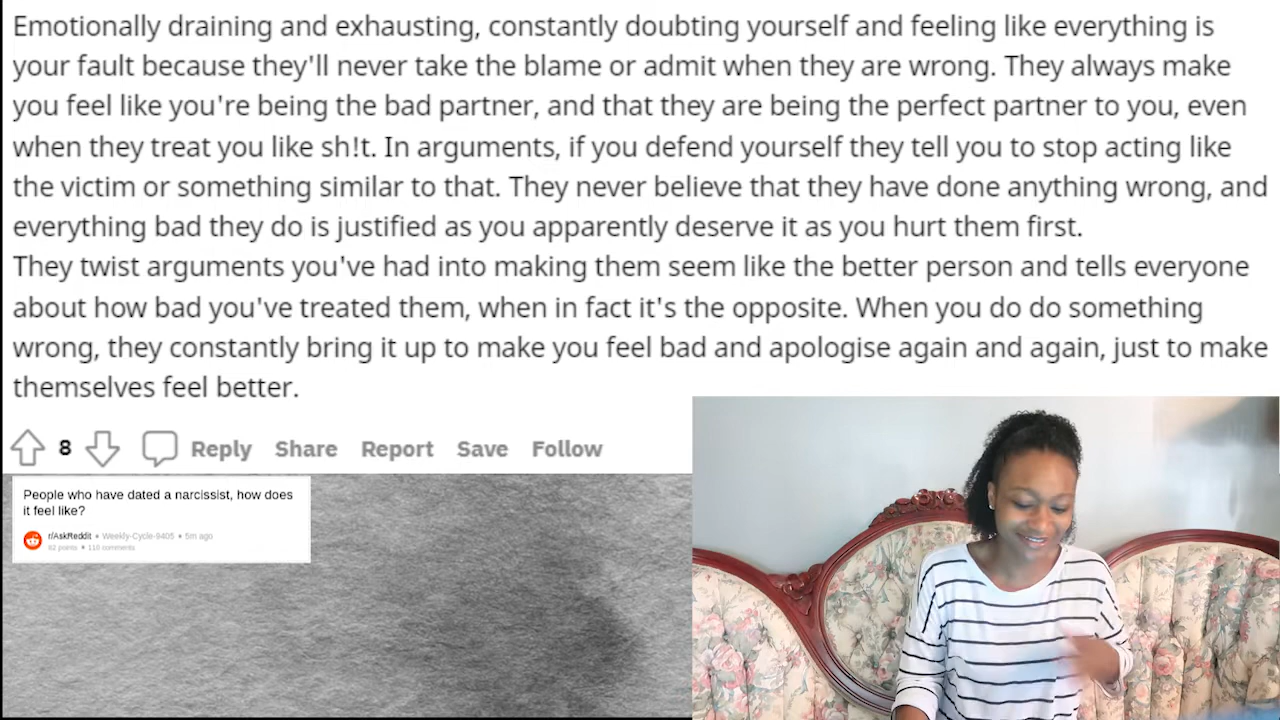 Emotionally draining and exhausting, constantly doubting yourself and feeling like everything is
your fault because they'll never take the blame or admit when they are wrong. They always make
you feel like you're being the bad partner, and that they are being the perfect partner to you, even
when they treat you like sh!t. In arguments, if you defend yourself they tell you to stop acting like
the victim or something similar to that. They never believe that they have done anything wrong, and
everything bad they do is justified as you apparently deserve it as you hurt them first.
They twist arguments you've had into making them seem like the better person and tells everyone
about how bad you've treated them, when in fact it's the opposite. When you do do something
wrong, they constantly bring it up to make you feel bad and apologise again and again, just to make
themselves feel better.
8 Reply Share Report Save Follow
People who have dated a narcissist, how does
it feel like?
r/AskReddit • Weekly-Cycle-9405 • 5m ago
92 points • 110 comments